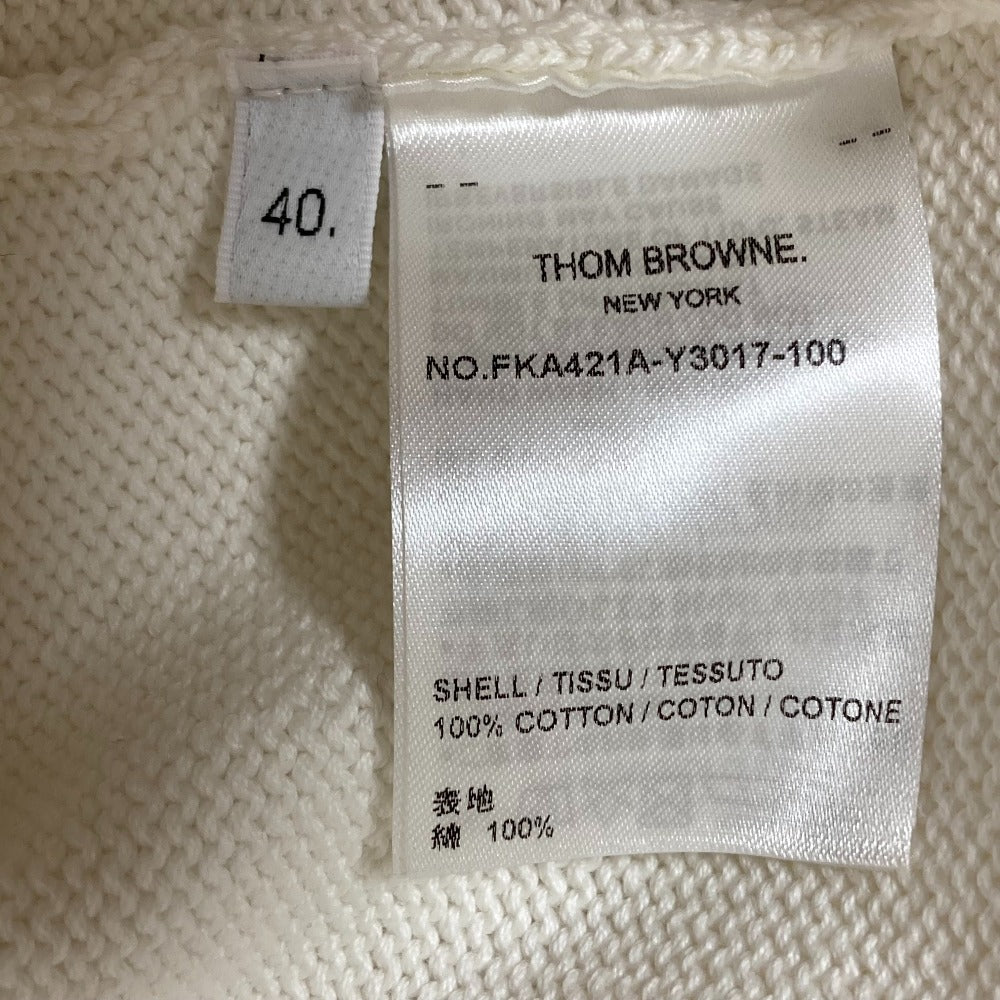 40.
THOM BROWNE.
NEW YORK
NO.FKA421A-Y3017-100
SHELL / TISSU / TESSUTO
100% COTTON / COTON / COTONE
表地
綿 100%